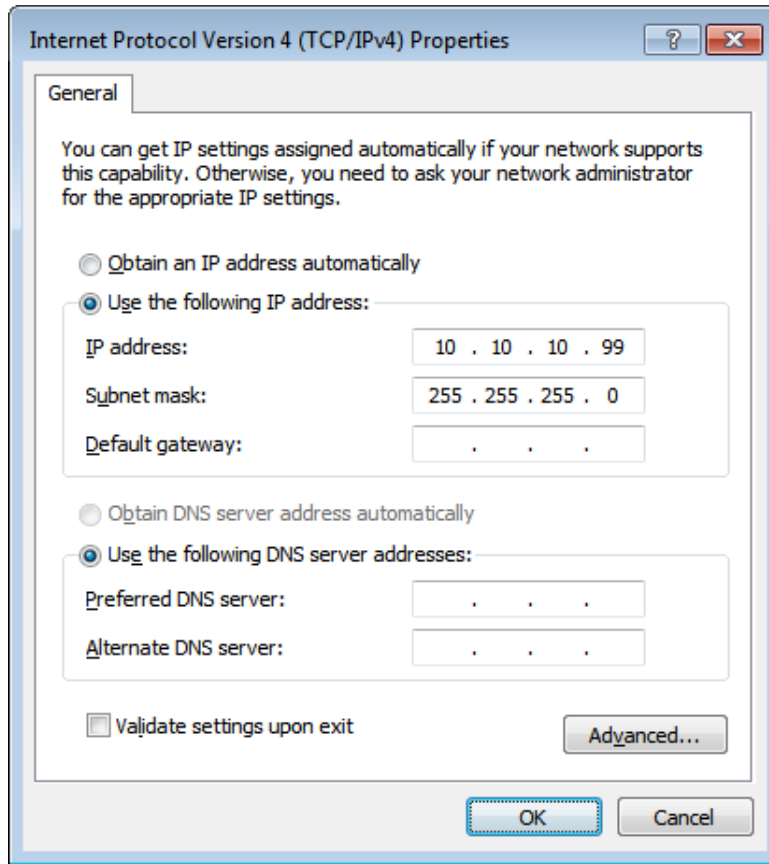 Internet Protocol Version 4 (TCP/IPv4) Properties
General
You can get IP settings assigned automatically if your network supports
this capability. Otherwise, you need to ask your network administrator
for the appropriate IP settings.
Obtain an IP address automatically
Use the following IP address:
IP address: 10 . 10 . 10 . 99
Subnet mask: 255 . 255 . 255 . 0
Default gateway: . . .
Obtain DNS server address automatically
Use the following DNS server addresses:
Preferred DNS server: . . .
Alternate DNS server: . . .
Validate settings upon exit
Advanced...
OK Cancel